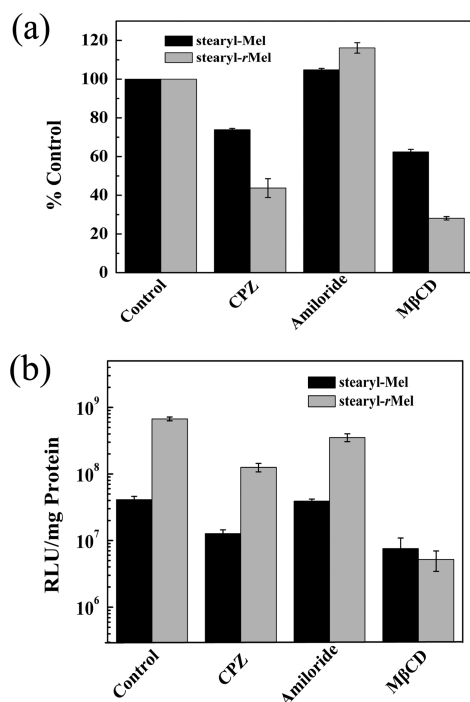 (a)
stearyl-Mel
stearyl-rMel
120
100
80
60
40
20
0
% Control
Control
CPZ
Amiloride
MβCD
(b)
stearyl-Mel
stearyl-rMel
10⁹
10⁸
10⁷
10⁶
RLU/mg Protein
Control
CPZ
Amiloride
MβCD